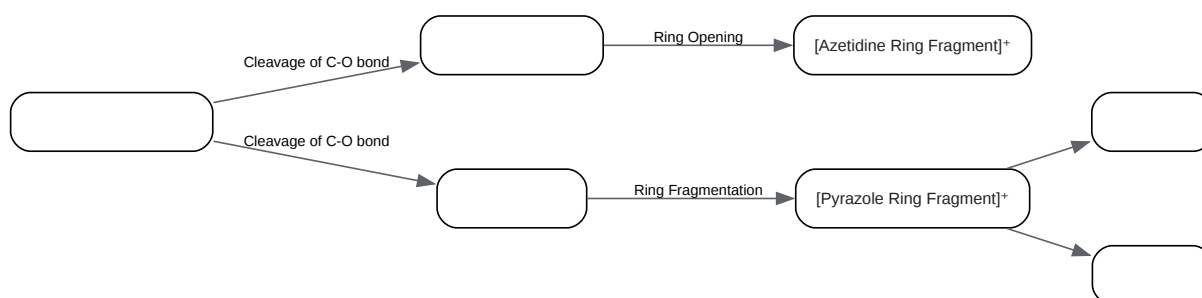 Ring Opening
[Azetidine Ring Fragment]⁺
Cleavage of C-O bond
Cleavage of C-O bond
Ring Fragmentation
[Pyrazole Ring Fragment]⁺